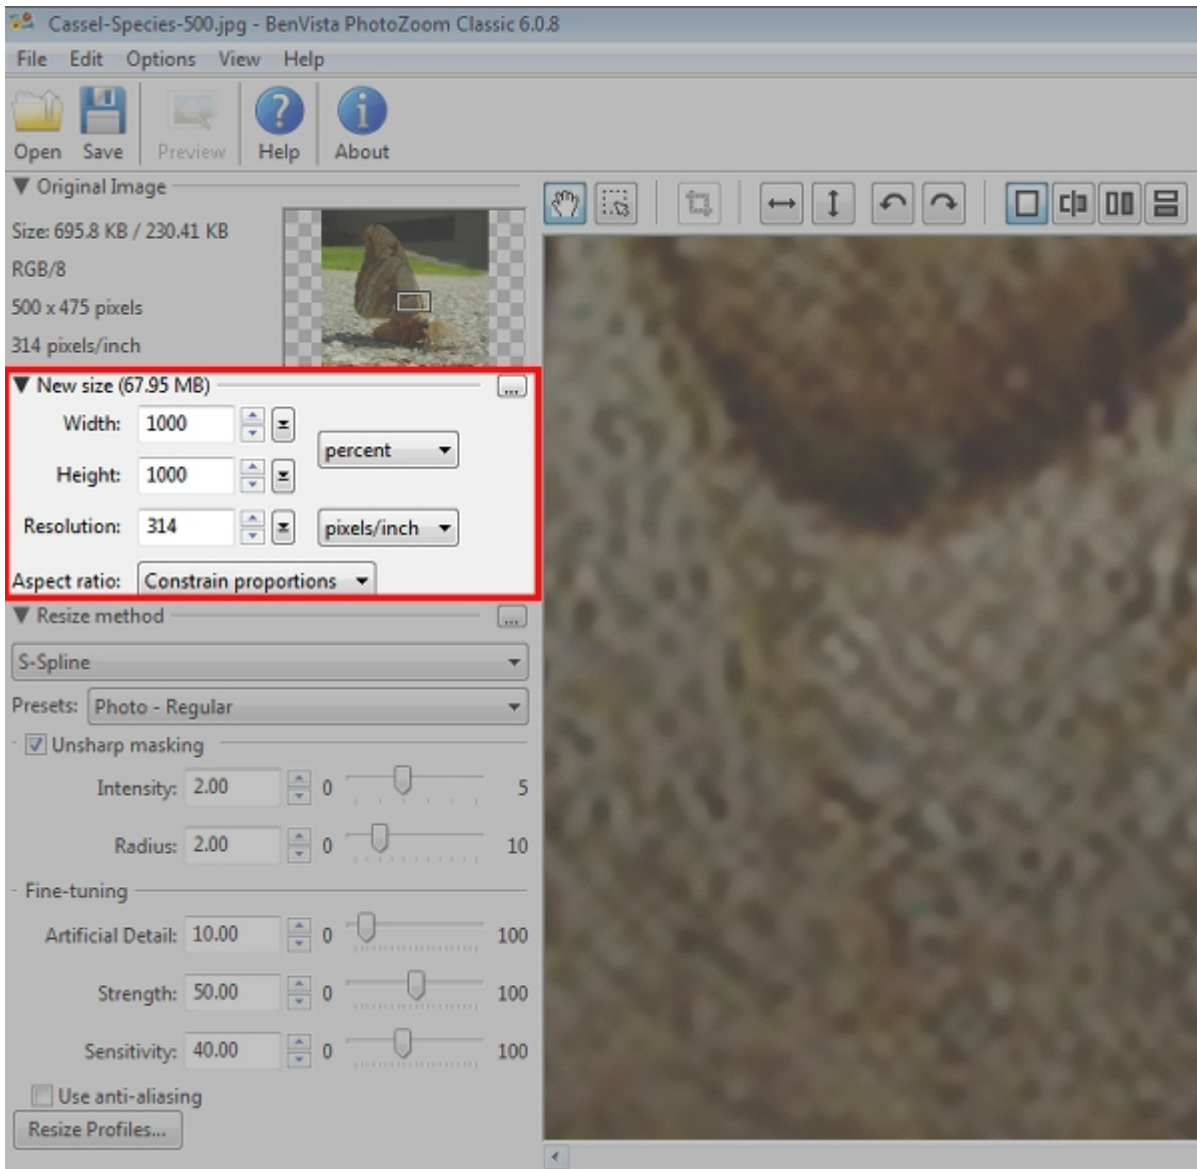 Cassel-Species-500.jpg - BenVista PhotoZoom Classic 6.0.8
File Edit Options View Help
Open Save Preview Help About
Original Image
Size: 695.8 KB / 230.41 KB
RGB/8
500 x 475 pixels
314 pixels/inch
New size (67.95 MB) ...
Width: 1000
percent
Height: 1000
Resolution: 314 pixels/inch
Aspect ratio: Constrain proportions
Resize method ...
S-Spline
Presets: Photo - Regular
Unsharp masking
Intensity: 2.00 0 5
Radius: 2.00 0 10
Fine-tuning
Artificial Detail: 10.00 0 100
Strength: 50.00 0 100
Sensitivity: 40.00 0 100
Use anti-aliasing
Resize Profiles...